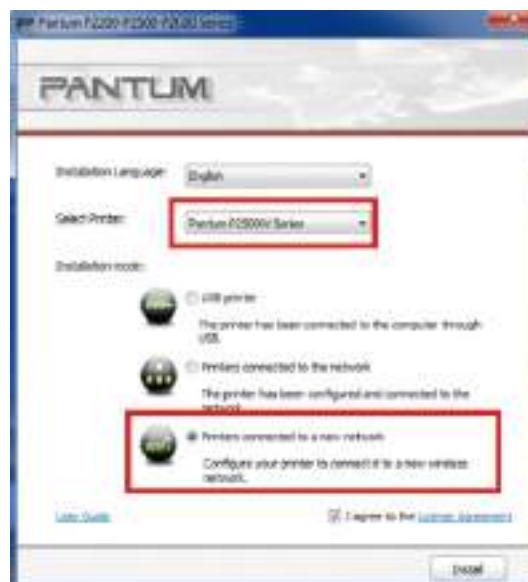 Pantum P2200-P2500-P2600 Series
PANTUM
Installation Language:
English
Select Printer:
Pantum P2500W Series
Installation mode:
USB printer
The printer has been connected to the computer through
USB.
Printers connected to the network
The printer has been configured and connected to the
network.
Printers connected to a new network
Configure your printer to connect it to a new wireless
network.
User Guide
I agree to the License Agreement
Install